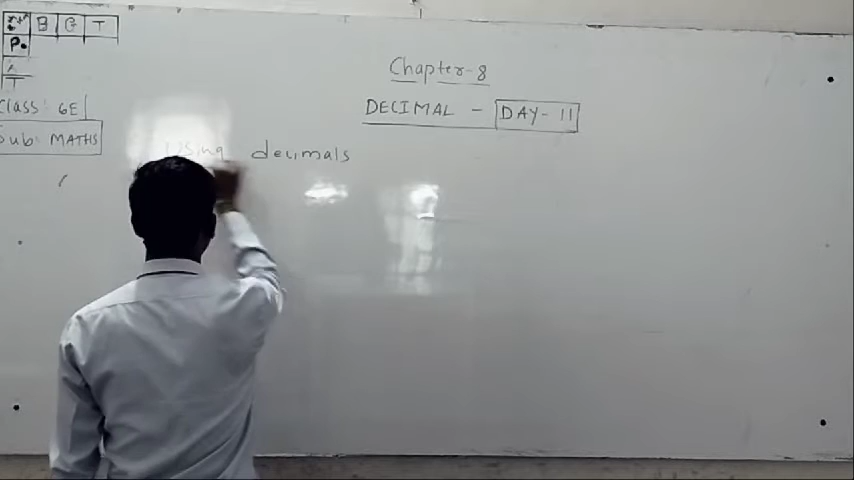 B G T
P.
T
Class: 6E
Sub: MATHS
Chapter-8
DECIMAL - DAY-11
Using decimals